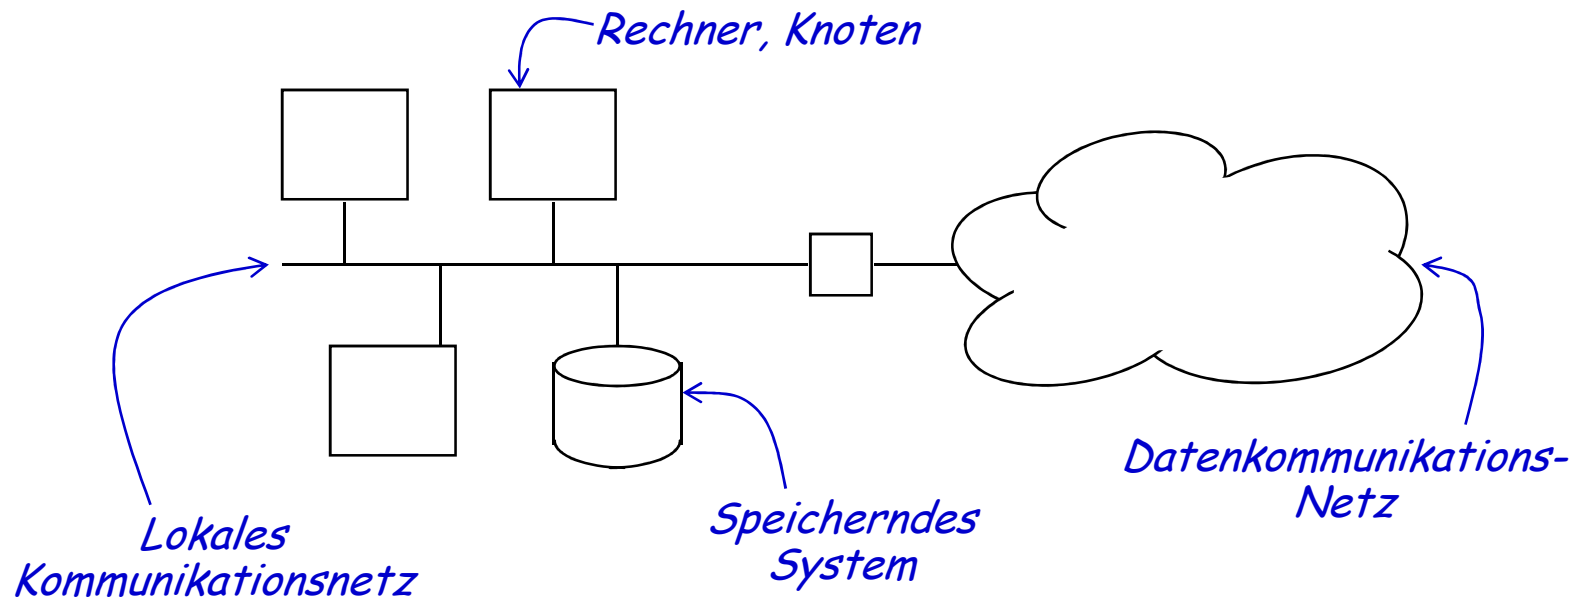 Rechner, Knoten
Datenkommunikations-
Netz
Speicherndes
System
Lokales
Kommunikationsnetz